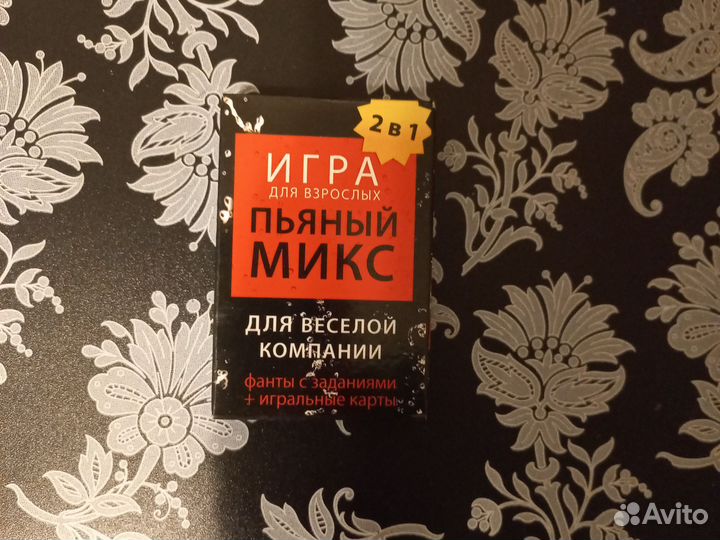 2 в 1
ИГРА
ДЛЯ ВЗРОСЛЫХ
ПЬЯНЫЙ
МИКС
ДЛЯ ВЕСЕЛОЙ
КОМПАНИИ
фанты с заданиями
+ игральные карты
Avito